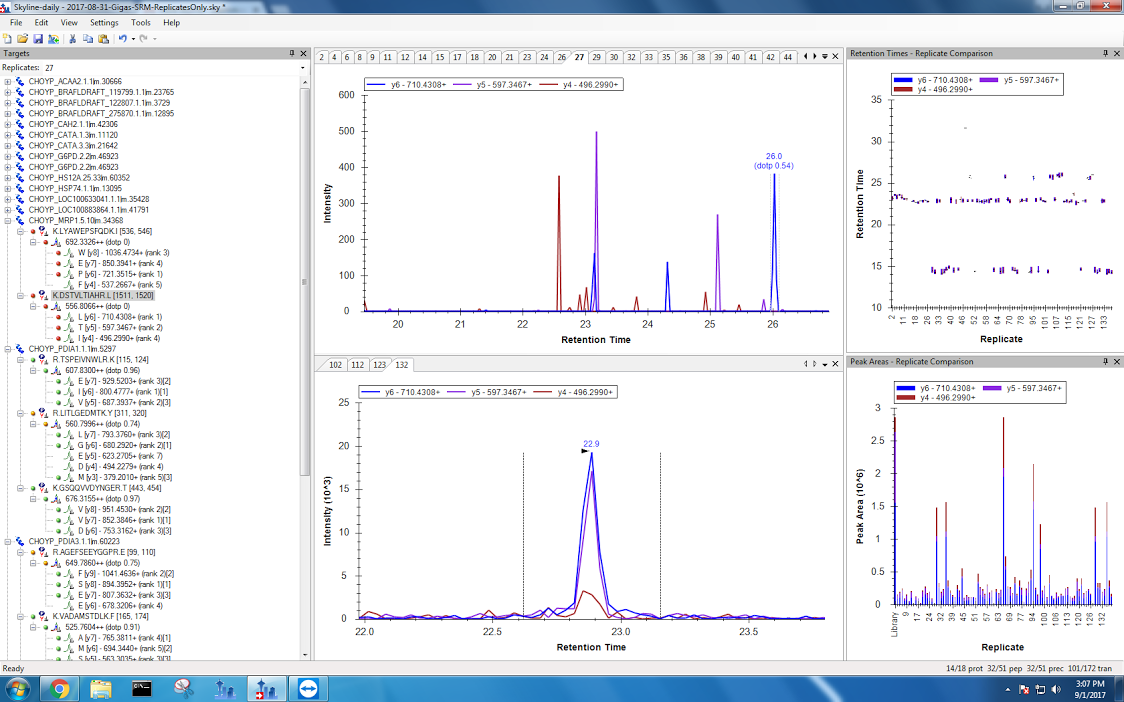 Skyline-daily - 2017-08-31-Gigas-SRM-ReplicatesOnly.sky *
File Edit View Settings Tools Help
Targets
Replicates: 27
CHOYP_ACAA2.1.1|m.30666
CHOYP_BRAFLDRAFT_119799.1.1|m.23765
CHOYP_BRAFLDRAFT_122807.1.1|m.3729
CHOYP_BRAFLDRAFT_275870.1.1|m.12895
CHOYP_CAH2.1.1|m.42306
CHOYP_CATA.1.3|m.11120
CHOYP_CATA.3.3|m.21642
CHOYP_G6PD.2.2|m.46923
CHOYP_G6PD.2.2|m.46923
CHOYP_HS12A.25.33|m.60352
CHOYP_HSP74.1.1|m.13095
CHOYP_LOC100633041.1.1|m.35428
CHOYP_LOC100883864.1.1|m.41791
CHOYP_MRP1.5.10|m.34368
K.LYAWEPSFQDK.I [536, 546]
692.3326++ (dotp 0)
W [y8] - 1036.4734+ (rank 3)
E [y7] - 850.3941+ (rank 4)
P [y6] - 721.3515+ (rank 1)
F [y4] - 537.2667+ (rank 5)
K.DSTVLTIAHR.L [1511, 1520]
556.8066++ (dotp 0)
L [y6] - 710.4308+ (rank 1)
T [y5] - 597.3467+ (rank 2)
I [y4] - 496.2990+ (rank 4)
CHOYP_PDIA1.1.1|m.5297
R.TSPEIVNWLR.K [115, 124]
607.8300++ (dotp 0.96)
E [y7] - 929.5203+ (rank 3)[2]
I [y6] - 800.4777+ (rank 1)[1]
V [y5] - 687.3937+ (rank 2)[3]
R.LITLGEDMTK.Y [311, 320]
560.7996++ (dotp 0.74)
L [y7] - 793.3760+ (rank 3)[2]
G [y6] - 680.2920+ (rank 2)[1]
E [y5] - 623.2705+ (rank 7)
D [y4] - 494.2279+ (rank 4)
M [y3] - 379.2010+ (rank 5)[3]
K.GSQQVVDYNGER.T [443, 454]
676.3155++ (dotp 0.97)
V [y8] - 951.4530+ (rank 2)[2]
V [y7] - 852.3846+ (rank 1)[1]
D [y6] - 753.3162+ (rank 3)[3]
CHOYP_PDIA3.1.1|m.60223
R.AGEFSEEYGGPR.E [99, 110]
649.7860++ (dotp 0.75)
F [y9] - 1041.4636+ (rank 2)[2]
S [y8] - 894.3952+ (rank 1)[1]
E [y7] - 807.3632+ (rank 3)[3]
E [y6] - 678.3206+ (rank 4)
K.VADAMSTDLK.F [165, 174]
525.7604++ (dotp 0.91)
A [y7] - 765.3811+ (rank 4)[1]
M [y6] - 694.3440+ (rank 5)[2]
S [y5] - 563.3035+ (rank 3)[3]
2 4 6 8 9 11 13 14 16 17 18 20 21 23 24 26 27 29 30 32 33 35 36 38 39 40 41 42 44
y6 - 710.4308+ y5 - 597.3467+ y4 - 496.2990+
600
500
400
300
200
100
0
Intensity
26.0
(dotp 0.54)
20 21 22 23 24 25 26
Retention Time
102 112 123 132
y6 - 710.4308+ y5 - 597.3467+ y4 - 496.2990+
25
20
15
10
5
0
Intensity (10^3)
22.9
22.0 22.5 23.0 23.5
Retention Time
Retention Times - Replicate Comparison
y6 - 710.4308+ y5 - 597.3467+
y4 - 496.2990+
35
30
25
20
15
10
Retention Time
2 11 18 26 33 40 46 52 58 64 72 78 84 95 101 107 115 121 127 133
Replicate
Peak Areas - Replicate Comparison
y6 - 710.4308+ y5 - 597.3467+
y4 - 496.2990+
3
2.5
2
1.5
1
0.5
0
Peak Area (10^6)
Library 9 17 24 32 39 45 51 57 63 69 77 83 94 100 106 113 120 126 132
Replicate
Ready
14/18 prot 32/51 pep 32/51 prec 101/172 tran
3:07 PM
9/1/2017